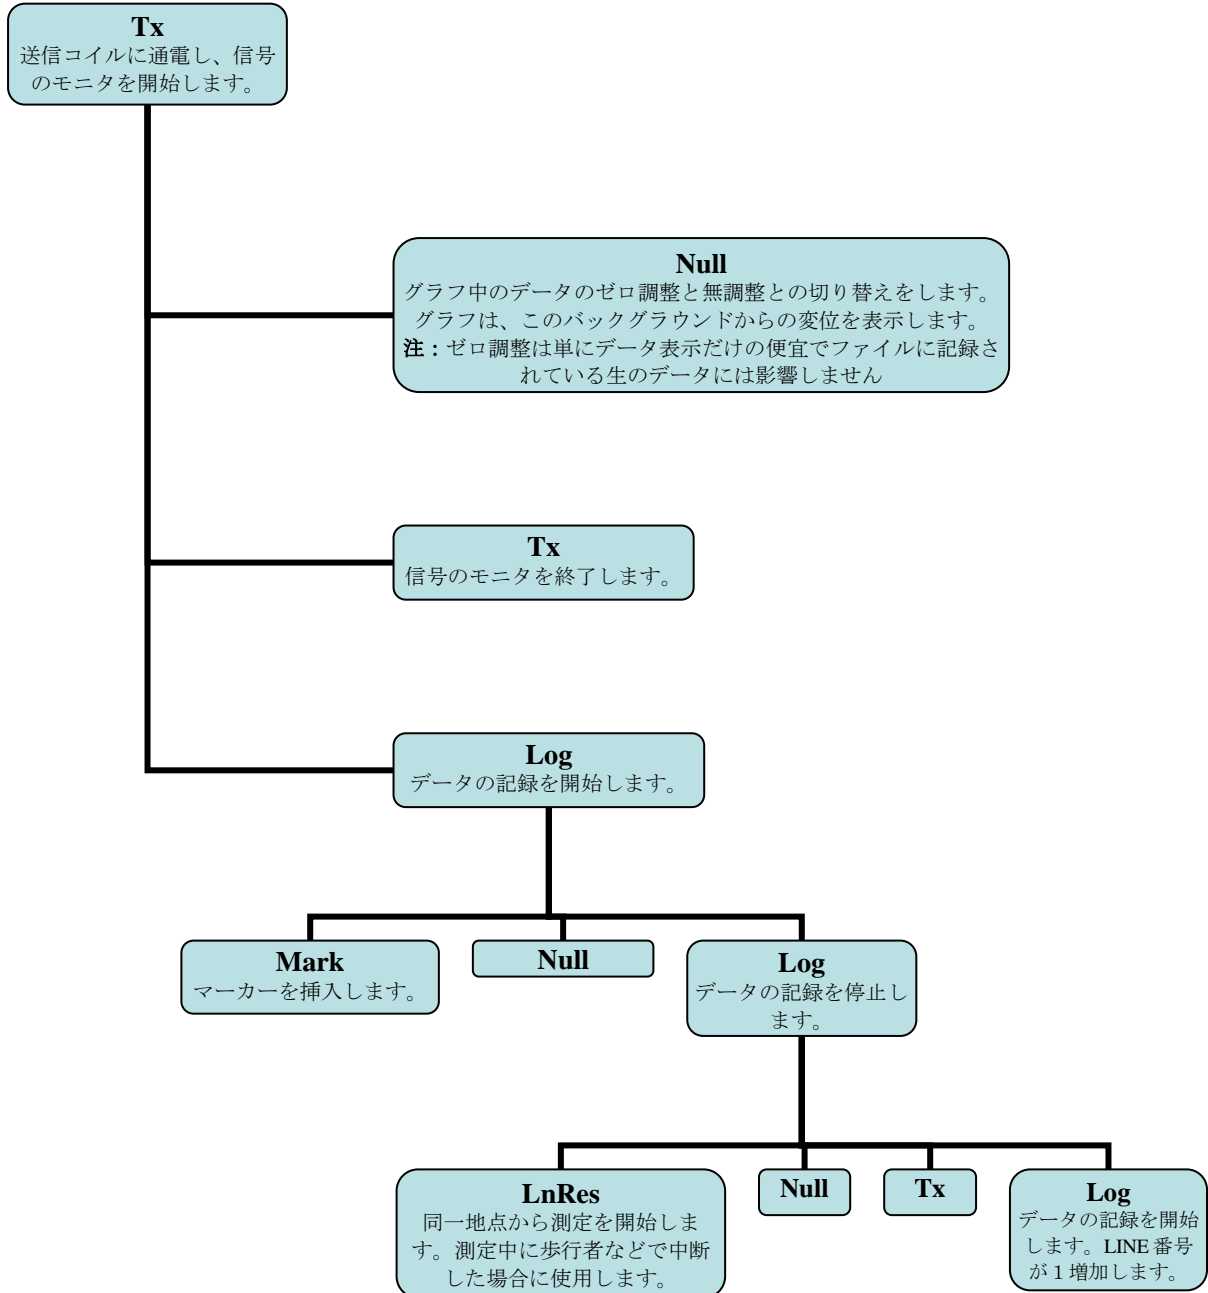 Tx
送信コイルに通電し、信号
のモニタを開始します。
Null
グラフ中のデータのゼロ調整と無調整との切り替えをします。
グラフは、このバックグラウンドからの変位を表示します。
注：ゼロ調整は単にデータ表示だけの便宜でファイルに記録さ
れている生のデータには影響しません
Tx
信号のモニタを終了します。
Log
データの記録を開始します。
Mark
マーカーを挿入します。
Null
Log
データの記録を停止し
ます。
LnRes
同一地点から測定を開始しま
す。測定中に歩行者などで中断
した場合に使用します。
Null
Tx
Log
データの記録を開始
します。LINE 番号
が 1 増加します。